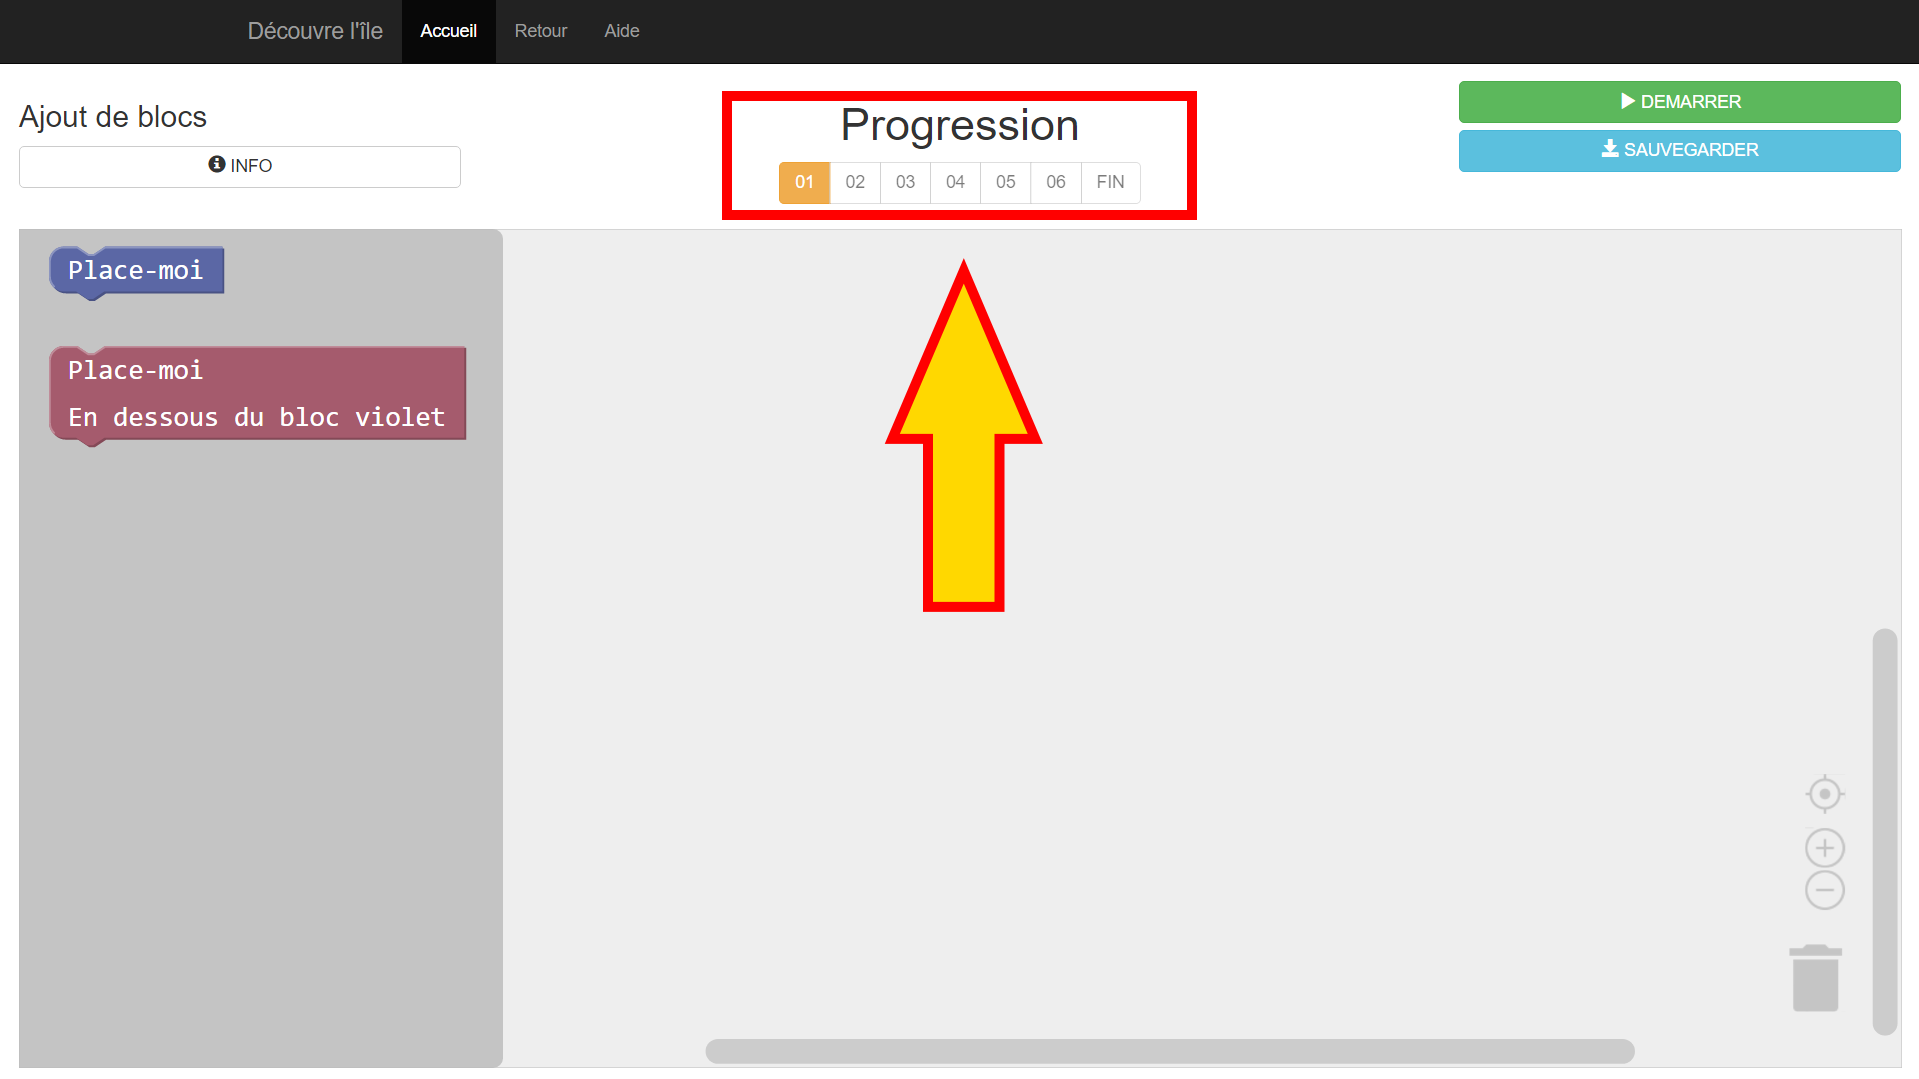 Découvre l'île Accueil Retour Aide
Ajout de blocs
INFO
Progression
01 02 03 04 05 06 FIN
DEMARRER
SAUVEGARDER
Place-moi
Place-moi
En dessous du bloc violet